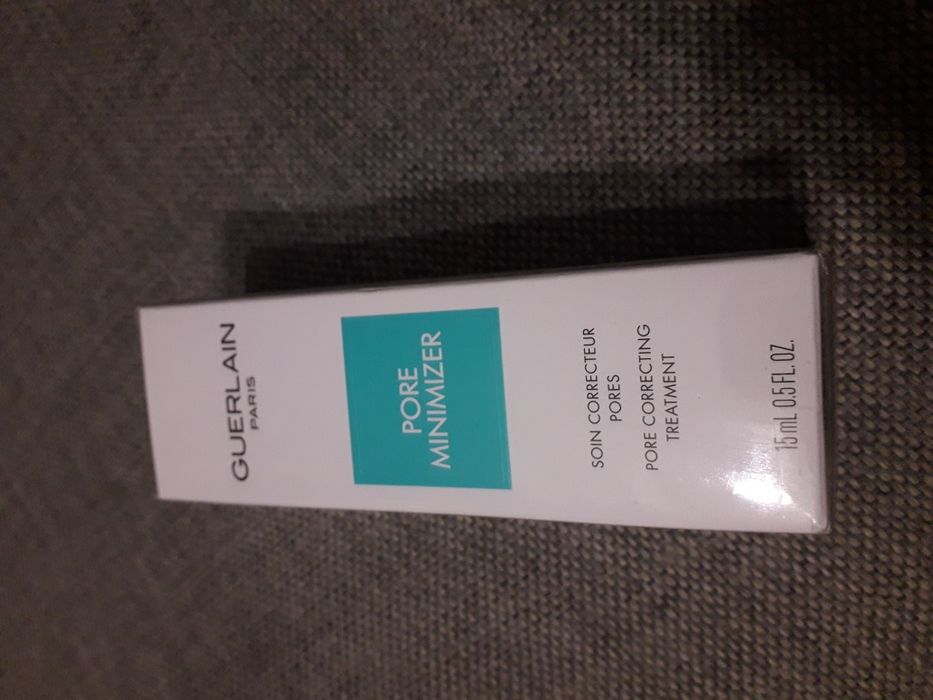 GUERLAIN
PARIS
PORE
MINIMIZER
SOIN CORRECTEUR
PORES
PORE CORRECTING
TREATMENT
15 mL 0.5 FL.OZ.